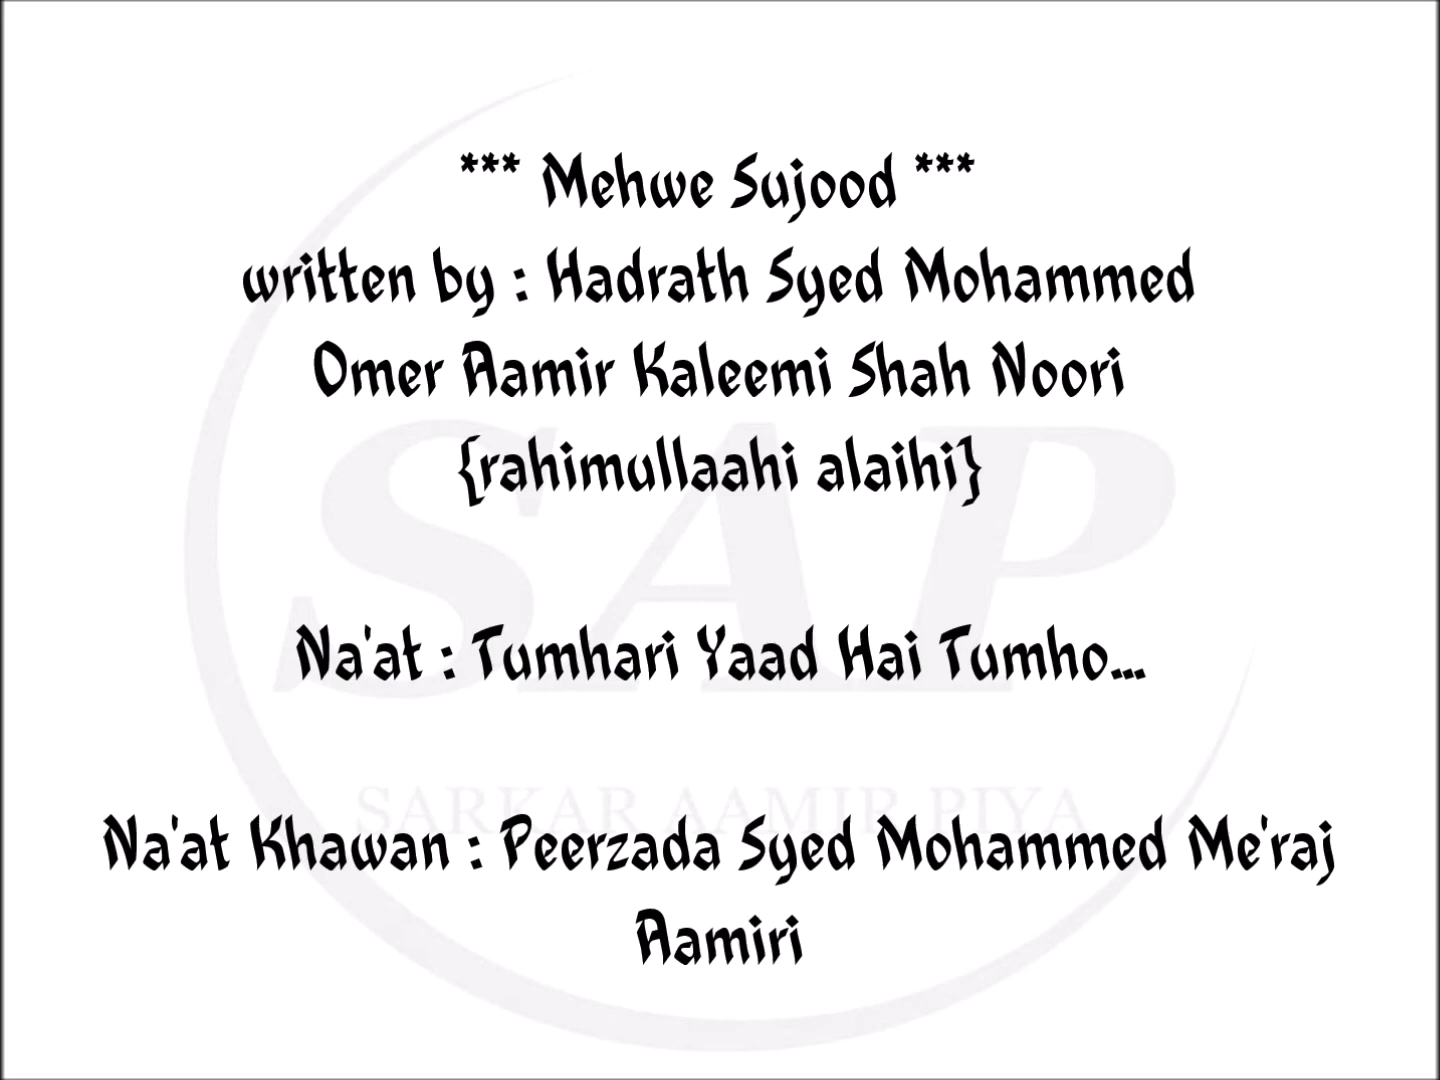 *** Mehwe Sujood ***
written by : Hadrath Syed Mohammed
Omer Aamir Kaleemi Shah Noori
{rahimullaahi alaihi}
Na'at : Tumhari Yaad Hai Tumho...
Na'at Khawan : Peerzada Syed Mohammed Me'raj
Aamiri
SAP
SARKAR AAMIR PIYA